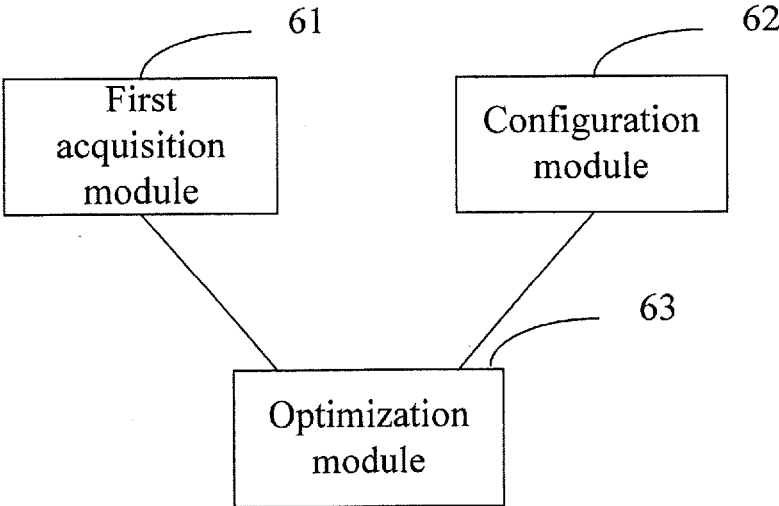 61
62
First
acquisition
module
Configuration
module
63
Optimization
module